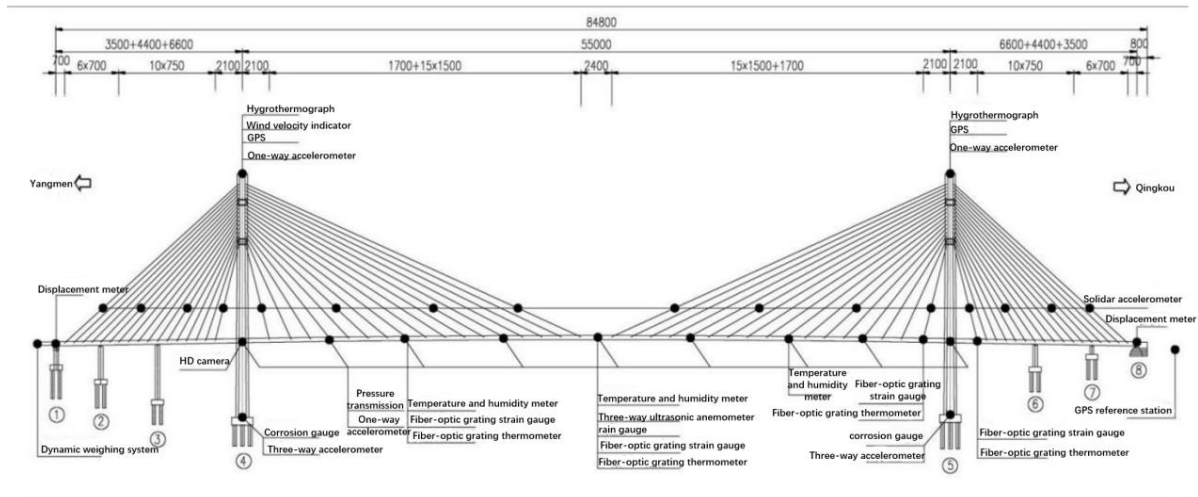 84800
3500+4400+6600
55000
6600+4400+3500
800
700
6x700
10x750
2100
2100
1700+15x1500
2400
15x1500+1700
2100
2100
10x750
6x700
700
Hygrothermograph
Wind velocity indicator
GPS
One-way accelerometer
Hygrothermograph
GPS
One-way accelerometer
Yangmen
Qingkou
Displacement meter
Solidar accelerometer
Displacement meter
HD camera
Pressure
transmission
One-way
accelerometer
Temperature and humidity meter
Fiber-optic grating strain gauge
Fiber-optic grating thermometer
Temperature and humidity meter
Three-way ultrasonic anemometer
rain gauge
Fiber-optic grating strain gauge
Fiber-optic grating thermometer
Temperature
and humidity
meter
Fiber-optic grating
strain gauge
Fiber-optic grating thermometer
GPS reference station
Corrosion gauge
Three-way accelerometer
corrosion gauge
Three-way accelerometer
Fiber-optic grating strain gauge
Fiber-optic grating thermometer
Dynamic weighing system
①
②
③
④
⑤
⑥
⑦
⑧